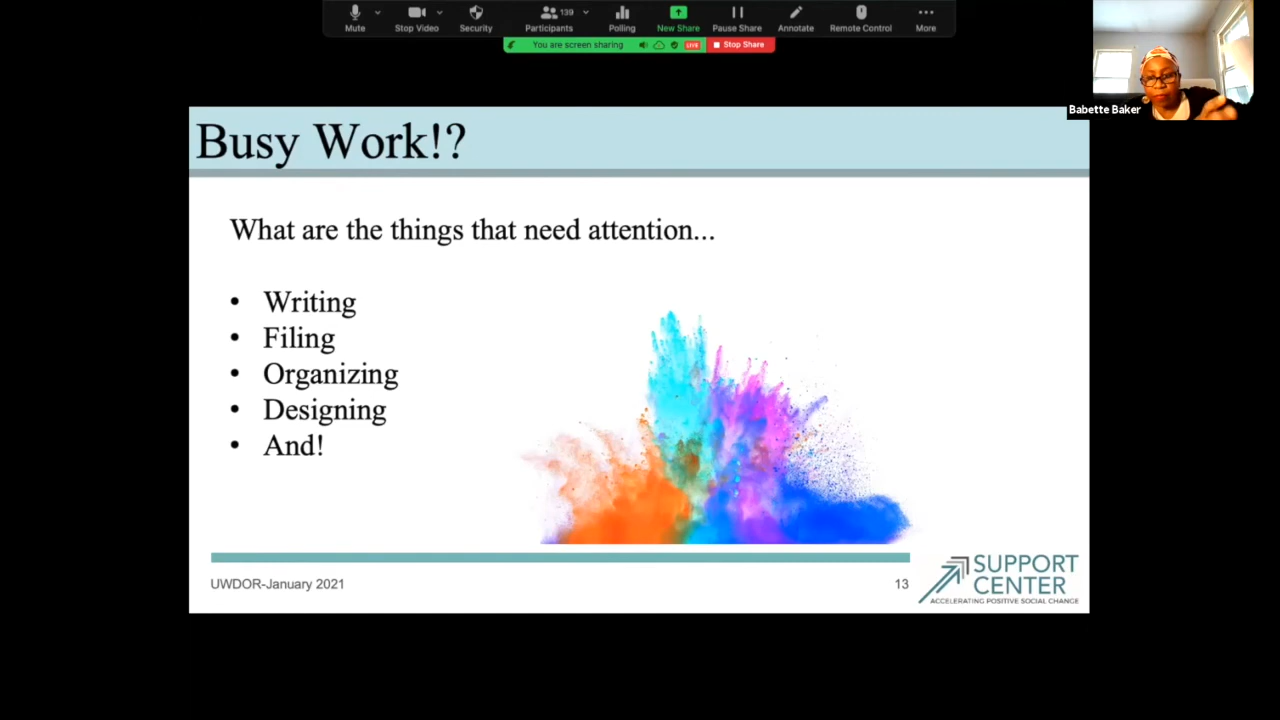 139
Mute
Stop Video
Security
Participants
Polling
New Share
Pause Share
Annotate
Remote Control
More
You are screen sharing
LIVE
Stop Share
Babette Baker
Busy Work!?
What are the things that need attention...
• Writing
• Filing
• Organizing
• Designing
• And!
UWDOR-January 2021
13
SUPPORT
CENTER
ACCELERATING POSITIVE SOCIAL CHANGE